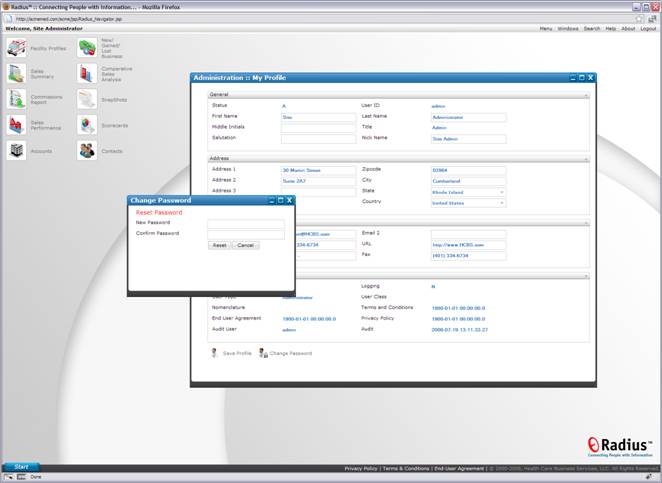 Radius™ :: Connecting People with Information... - Mozilla Firefox
http://acmemed.com/acme/jsp/Radius_Navigator.jsp
Welcome, Site Administrator
Menu Windows Search Help About Logout
Facility Profiles
New/
Gained/
Lost
Business
Sales
Summary
Comparative
Sales
Analysis
Commissions
Report
SnapShots
Sales
Performance
Scorecards
Accounts
Contacts
Administration :: My Profile
General
Status A User ID admin
First Name Site Last Name Administrator
Middle Initials Title Admin
Salutation Nick Name Site Admin
Address
Address 1 Zipcode 02864
Address 2 Suite 2A7 City Cumberland
Address 3 State Rhode Island
Country United States
Change Password
Reset Password
New Password
Confirm Password
Reset Cancel
@HCBS.com Email 2
334-6734 URL http://www.HCBS.com
- Fax (401) 334-6734
Logging N
User Type Administrator User Class
Nomenclature Terms and Conditions 1900-01-01 00:00:00.0
End User Agreement 1900-01-01 00:00:00.0 Privacy Policy 1900-01-01 00:00:00.0
Audit User admin Audit 2008-07-19 13:11:33.27
Save Profile Change Password
Radius™
Connecting People with Information
Start
Privacy Policy | Terms & Conditions | End-User Agreement | © 2000-2008, Health Care Business Services, LLC. All Rights Reserved.
Done